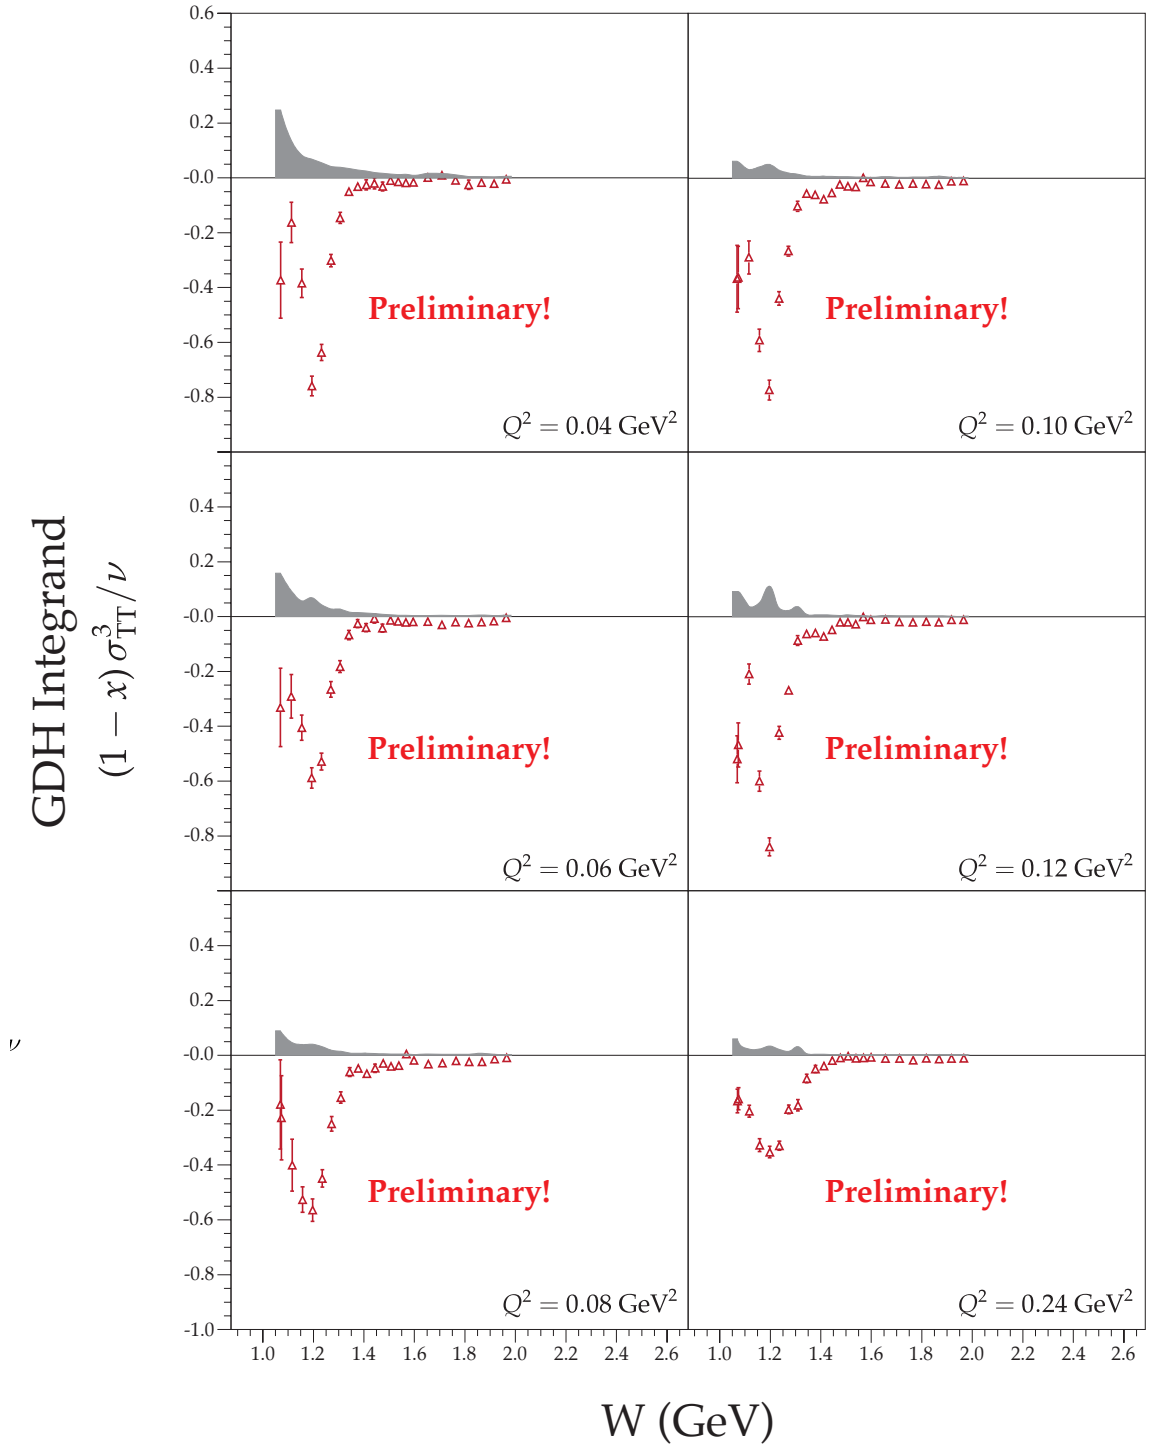 0.6
0.4
0.2
-0.0
-0.2
-0.4
-0.6
-0.8
Preliminary!
Q² = 0.04 GeV²
Preliminary!
Q² = 0.10 GeV²
0.4
0.2
-0.0
-0.2
-0.4
-0.6
-0.8
Preliminary!
Q² = 0.06 GeV²
Preliminary!
Q² = 0.12 GeV²
GDH Integrand
(1 − x) σ³_TT/ν
ν
0.4
0.2
-0.0
-0.2
-0.4
-0.6
-0.8
-1.0
Preliminary!
Q² = 0.08 GeV²
Preliminary!
Q² = 0.24 GeV²
1.0 1.2 1.4 1.6 1.8 2.0 2.2 2.4 2.6 1.0 1.2 1.4 1.6 1.8 2.0 2.2 2.4 2.6
W (GeV)